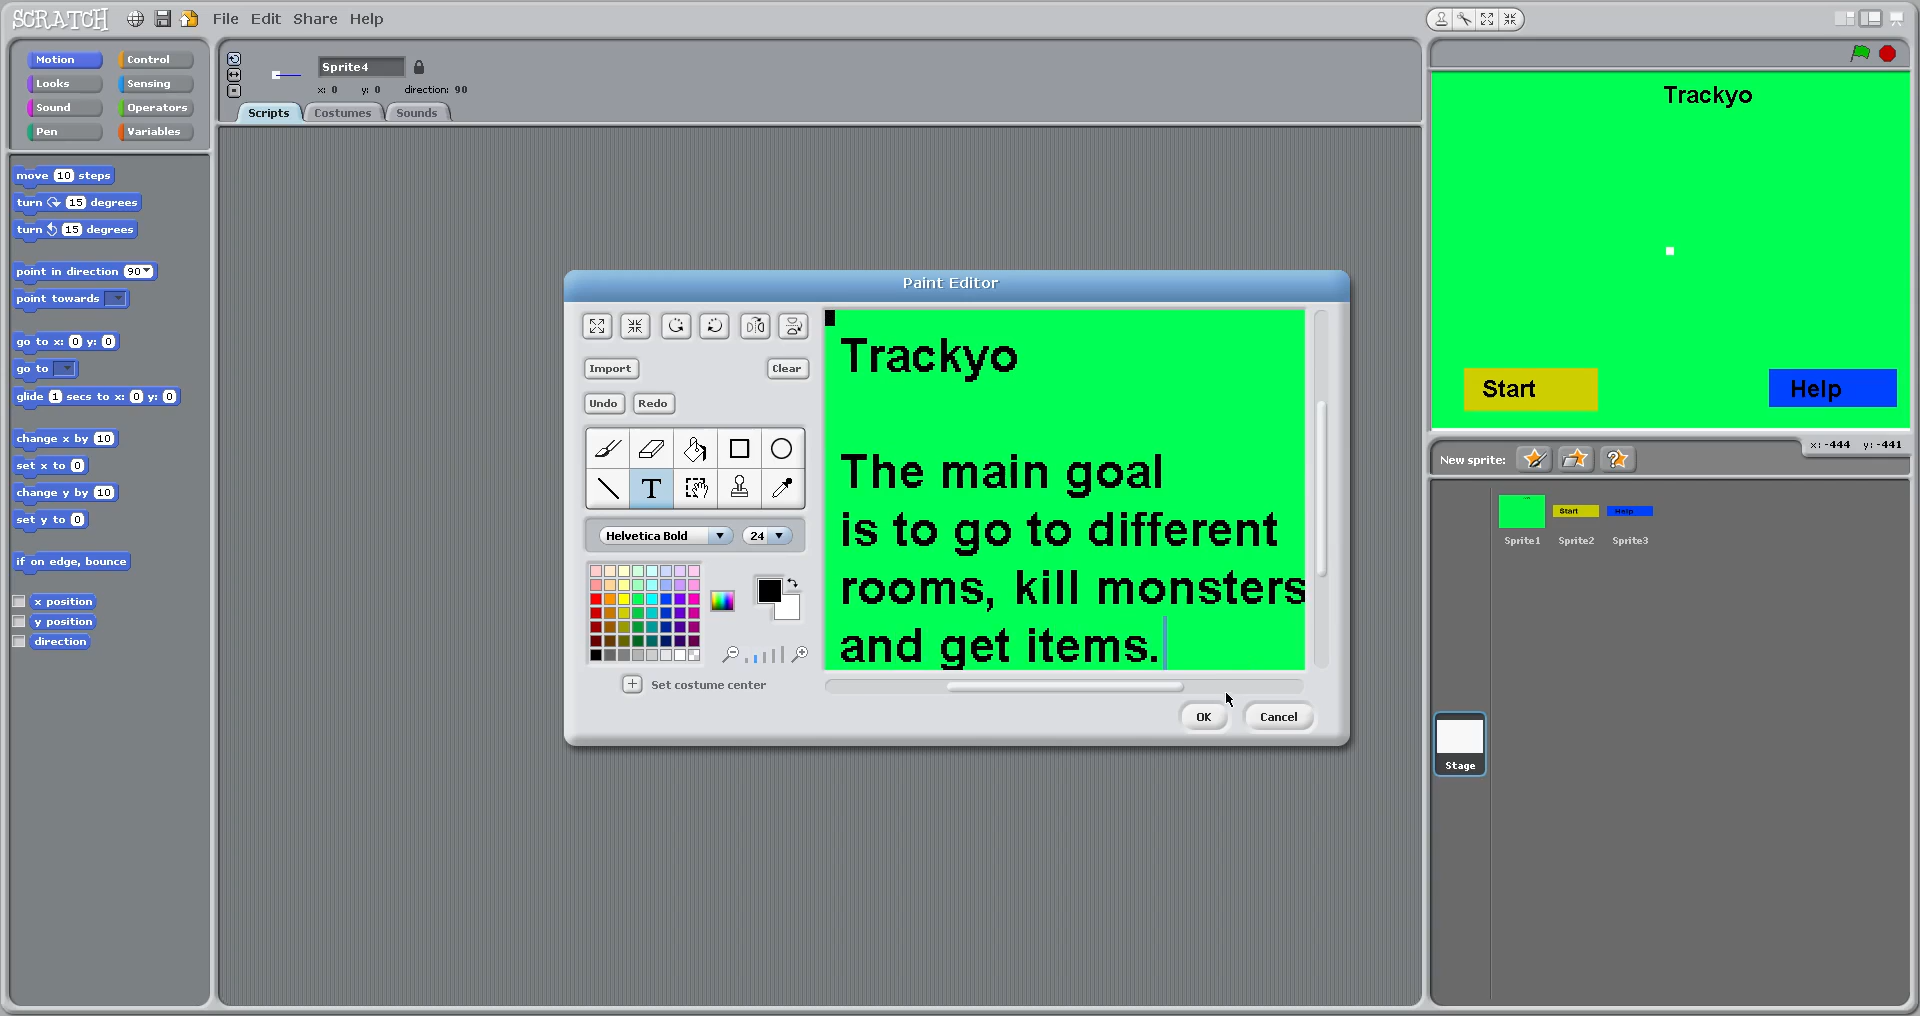 SCRATCH File Edit Share Help
Motion Control
Looks Sensing
Sound Operators
Pen Variables
move 10 steps
turn 15 degrees
turn 15 degrees
point in direction 90
point towards
go to x: 0 y: 0
go to
glide 1 secs to x: 0 y: 0
change x by 10
set x to 0
change y by 10
set y to 0
if on edge, bounce
x position
y position
direction
Sprite4
x: 0 y: 0 direction: 90
Scripts Costumes Sounds
Paint Editor
Import Clear
Undo Redo
T
Helvetica Bold 24
Set costume center
Trackyo
The main goal
is to go to different
rooms, kill monsters
and get items.
OK Cancel
Trackyo
Start Help
x: -444 y: -441
New sprite:
Start Help
Sprite1 Sprite2 Sprite3
Stage